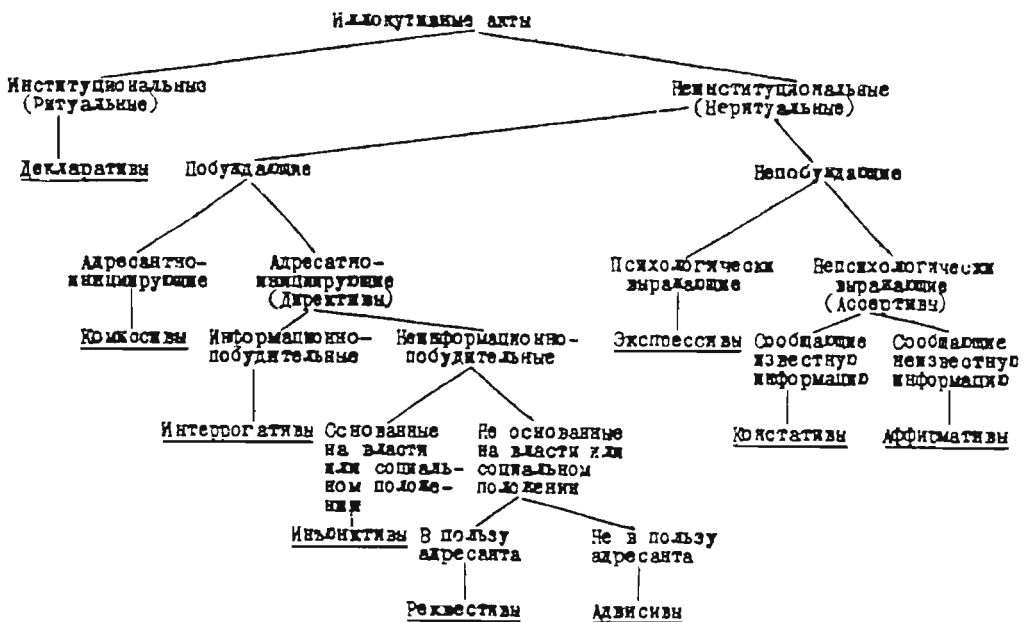 Иллокутивные акты
Институциональные
(Ритуальные)
Неинституциональные
(Неритуальные)
Декларативы
Побуждающие
Непобуждающие
Адресантно-
инициирующие
Адресатно-
инициирующие
(Директивы)
Психологически
выражающие
Непсихологически
выражающие
(Ассертивы)
Комисивы
Информационно-
побудительные
Неинформационно-
побудительные
Экспрессивы
Сообщающие
известную
информацию
Сообщающие
неизвестную
информацию
Интеррогативы
Основанные
на власти
или социаль-
ном положе-
нии
Не основанные
на власти или
социальном
положении
Констативы
Аффирмативы
Инъюнктивы
В пользу
адресанта
Не в пользу
адресанта
Реквестивы
Адвисивы